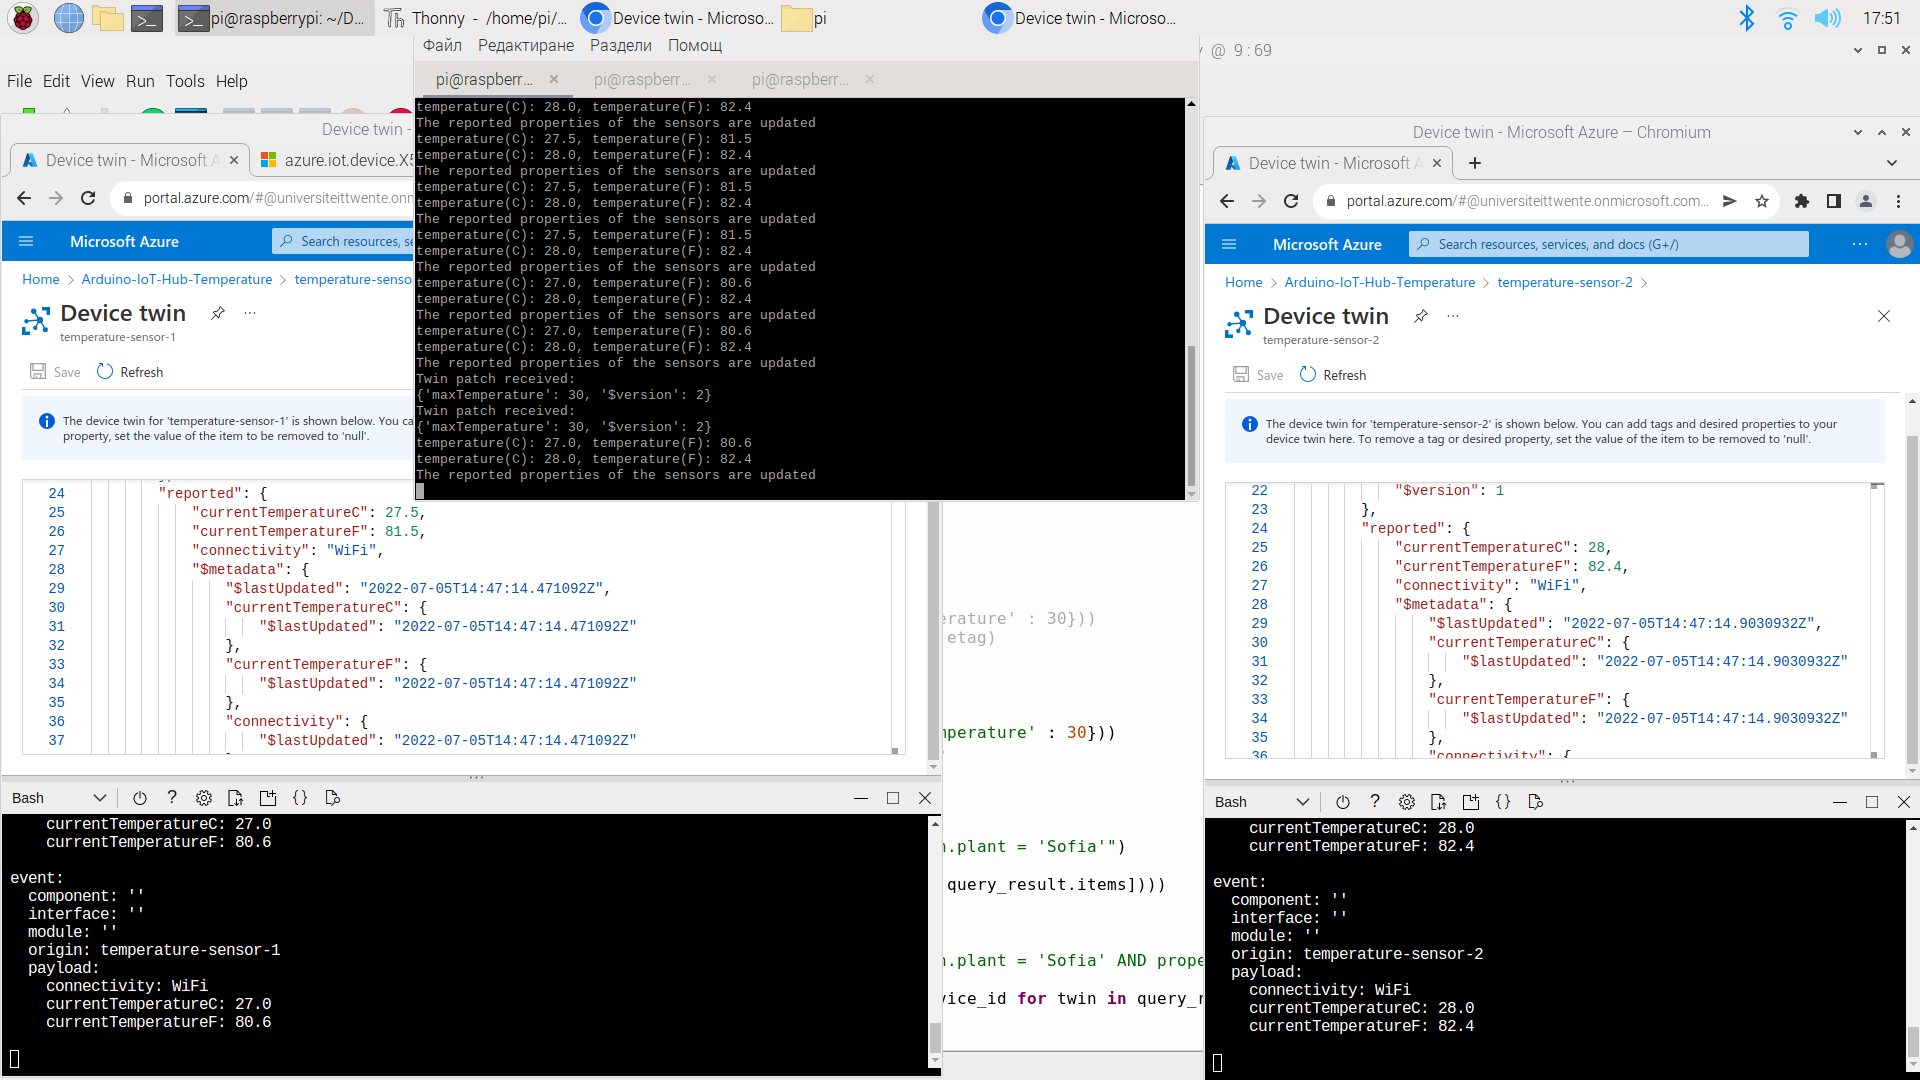 pi@raspberrypi: ~/D...
Thonny - /home/pi/...
Device twin - Microso...
pi
Device twin - Microso...
17:51
Файл Редактиране Раздели Помощ
@ 9 : 69
File Edit View Run Tools Help
pi@raspberr...
pi@raspberr...
pi@raspberr...
temperature(C): 28.0, temperature(F): 82.4
The reported properties of the sensors are updated
temperature(C): 27.5, temperature(F): 81.5
temperature(C): 28.0, temperature(F): 82.4
The reported properties of the sensors are updated
temperature(C): 27.5, temperature(F): 81.5
temperature(C): 28.0, temperature(F): 82.4
The reported properties of the sensors are updated
temperature(C): 27.5, temperature(F): 81.5
temperature(C): 28.0, temperature(F): 82.4
The reported properties of the sensors are updated
temperature(C): 27.0, temperature(F): 80.6
temperature(C): 28.0, temperature(F): 82.4
The reported properties of the sensors are updated
temperature(C): 27.0, temperature(F): 80.6
temperature(C): 28.0, temperature(F): 82.4
The reported properties of the sensors are updated
Twin patch received:
{'maxTemperature': 30, '$version': 2}
Twin patch received:
{'maxTemperature': 30, '$version': 2}
temperature(C): 27.0, temperature(F): 80.6
temperature(C): 28.0, temperature(F): 82.4
The reported properties of the sensors are updated
Device twin -
Device twin - Microsoft A
azure.iot.device.X5
portal.azure.com/#@universiteittwente.onm
Microsoft Azure
Search resources, se
Home > Arduino-IoT-Hub-Temperature > temperature-senso
Device twin
temperature-sensor-1
Save
Refresh
The device twin for 'temperature-sensor-1' is shown below. You ca
property, set the value of the item to be removed to 'null'.
24 "reported": {
25 "currentTemperatureC": 27.5,
26 "currentTemperatureF": 81.5,
27 "connectivity": "WiFi",
28 "$metadata": {
29 "$lastUpdated": "2022-07-05T14:47:14.471092Z",
30 "currentTemperatureC": {
31 "$lastUpdated": "2022-07-05T14:47:14.471092Z"
32 },
33 "currentTemperatureF": {
34 "$lastUpdated": "2022-07-05T14:47:14.471092Z"
35 },
36 "connectivity": {
37 "$lastUpdated": "2022-07-05T14:47:14.471092Z"
Bash
currentTemperatureC: 27.0
currentTemperatureF: 80.6
event:
component: ''
interface: ''
module: ''
origin: temperature-sensor-1
payload:
connectivity: WiFi
currentTemperatureC: 27.0
currentTemperatureF: 80.6
erature' : 30}))
etag)
perature' : 30}))
n.plant = 'Sofia'")
query_result.items])))
n.plant = 'Sofia' AND prope
vice_id for twin in query_r
Device twin - Microsoft Azure – Chromium
Device twin - Microsoft A
portal.azure.com/#@universiteittwente.onmicrosoft.com...
Microsoft Azure
Search resources, services, and docs (G+/)
Home > Arduino-IoT-Hub-Temperature > temperature-sensor-2 >
Device twin
temperature-sensor-2
Save
Refresh
The device twin for 'temperature-sensor-2' is shown below. You can add tags and desired properties to your
device twin here. To remove a tag or desired property, set the value of the item to be removed to 'null'.
22 "$version": 1
23 },
24 "reported": {
25 "currentTemperatureC": 28,
26 "currentTemperatureF": 82.4,
27 "connectivity": "WiFi",
28 "$metadata": {
29 "$lastUpdated": "2022-07-05T14:47:14.9030932Z",
30 "currentTemperatureC": {
31 "$lastUpdated": "2022-07-05T14:47:14.9030932Z"
32 },
33 "currentTemperatureF": {
34 "$lastUpdated": "2022-07-05T14:47:14.9030932Z"
35 },
36 "connectivity": {
Bash
currentTemperatureC: 28.0
currentTemperatureF: 82.4
event:
component: ''
interface: ''
module: ''
origin: temperature-sensor-2
payload:
connectivity: WiFi
currentTemperatureC: 28.0
currentTemperatureF: 82.4